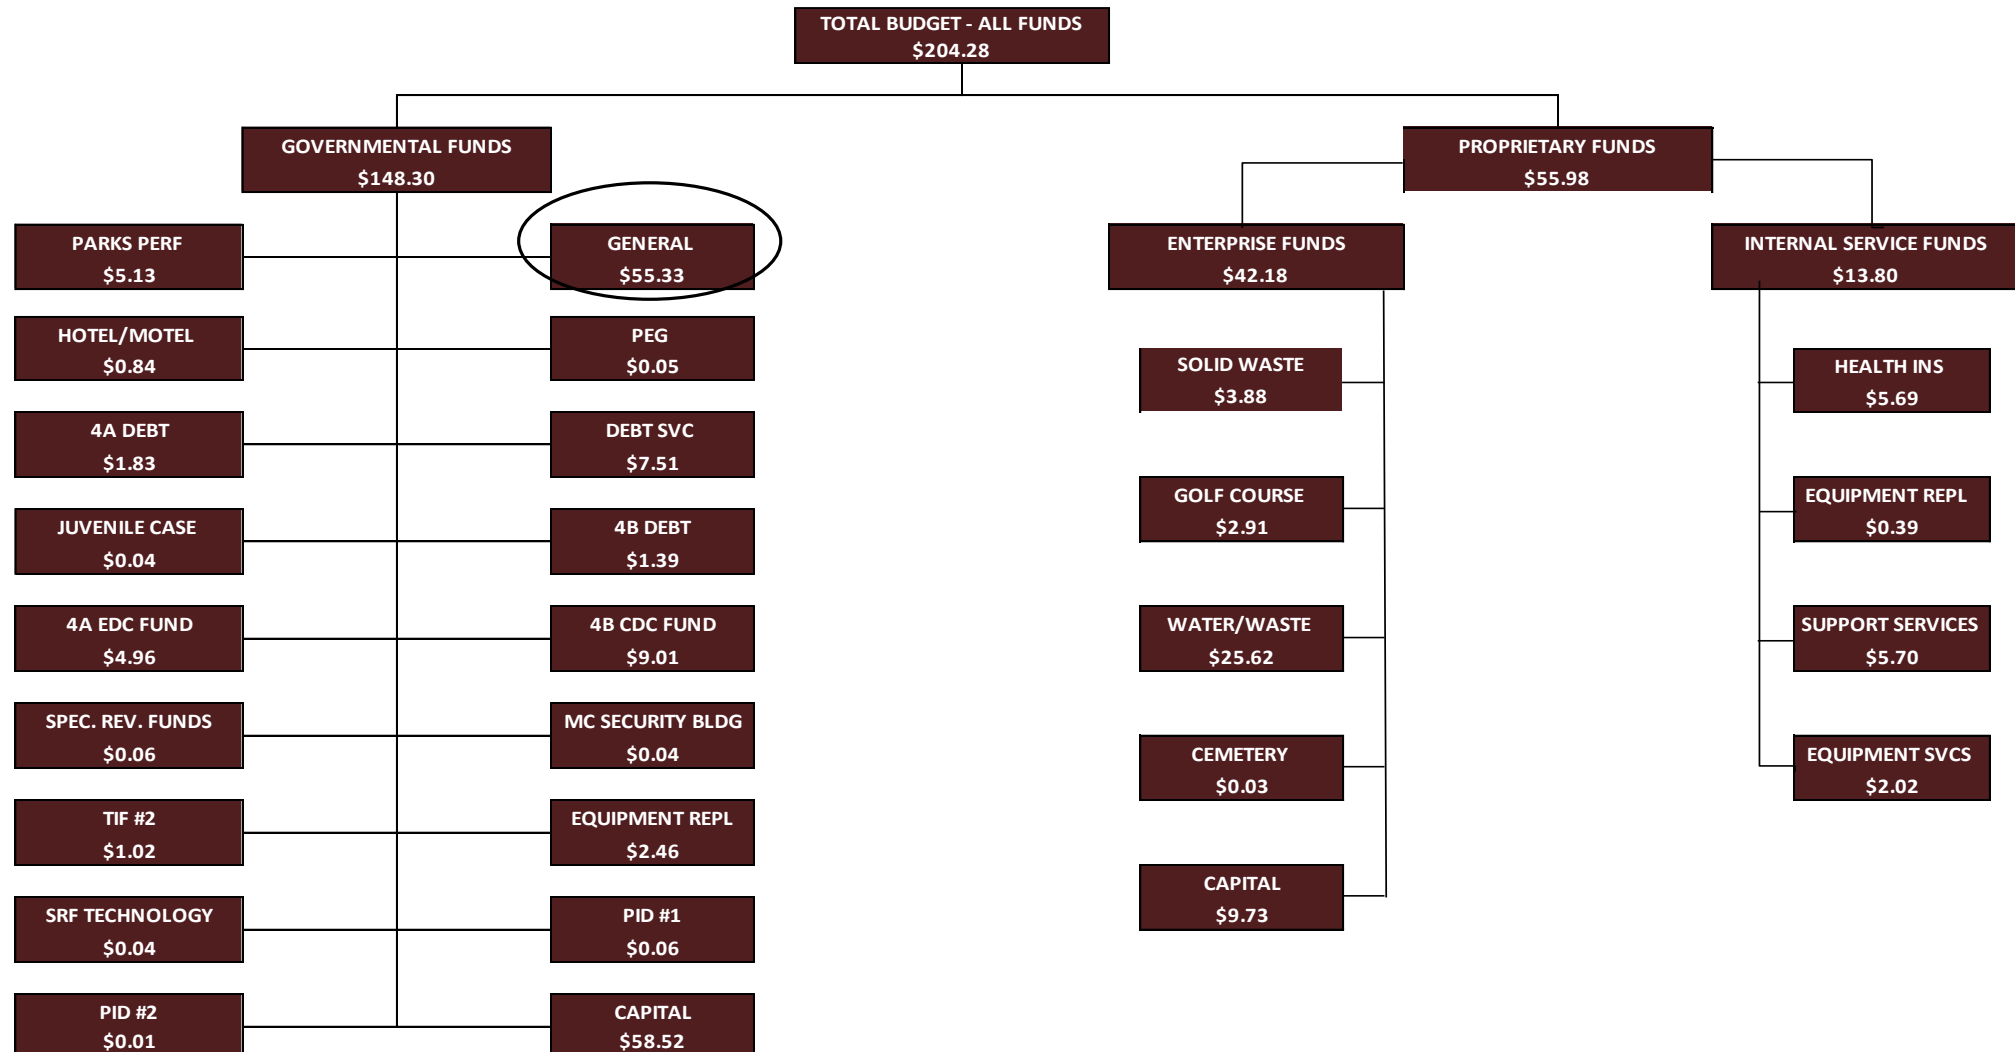 TOTAL BUDGET - ALL FUNDS
$204.28
GOVERNMENTAL FUNDS
$148.30
PROPRIETARY FUNDS
$55.98
PARKS PERF
$5.13
GENERAL
$55.33
HOTEL/MOTEL
$0.84
PEG
$0.05
4A DEBT
$1.83
DEBT SVC
$7.51
JUVENILE CASE
$0.04
4B DEBT
$1.39
4A EDC FUND
$4.96
4B CDC FUND
$9.01
SPEC. REV. FUNDS
$0.06
MC SECURITY BLDG
$0.04
TIF #2
$1.02
EQUIPMENT REPL
$2.46
SRF TECHNOLOGY
$0.04
PID #1
$0.06
PID #2
$0.01
CAPITAL
$58.52
ENTERPRISE FUNDS
$42.18
SOLID WASTE
$3.88
GOLF COURSE
$2.91
WATER/WASTE
$25.62
CEMETERY
$0.03
CAPITAL
$9.73
INTERNAL SERVICE FUNDS
$13.80
HEALTH INS
$5.69
EQUIPMENT REPL
$0.39
SUPPORT SERVICES
$5.70
EQUIPMENT SVCS
$2.02